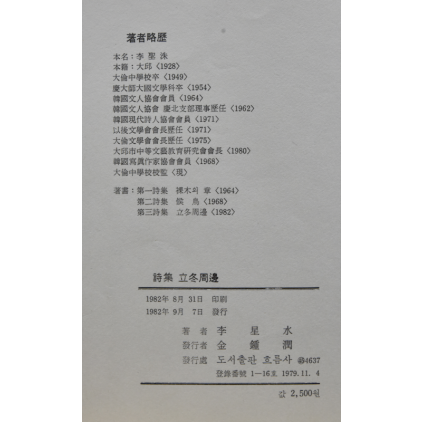 著者略歴
本名：李聖洙
本籍：大邱〈1928〉
大倫中學校卒〈1949〉
慶大師大國文學科卒〈1954〉
韓國文人協會會員〈1964〉
韓國文人協會 慶北支部理事歷任〈1962〉
韓國現代詩人協會會員〈1971〉
以後文學會會長歷任〈1971〉
大倫文學會會長歷任〈1975〉
大邱市中等文藝教育研究會會長〈1980〉
韓國寫眞作家協會會員〈1968〉
大倫中學校校監〈現〉
著書：第一詩集 裸木의 章〈1964〉
第二詩集 候鳥〈1968〉
第三詩集 立冬周邊〈1982〉
詩集 立冬周邊
1982年 8月 31日 印刷
1982年 9月 7日 發行
著者 李星水
發行者 金鍾潤
發行處 도서출판 흐름사 4637
登錄番號 1－16호 1979.11.4
값 2,500원